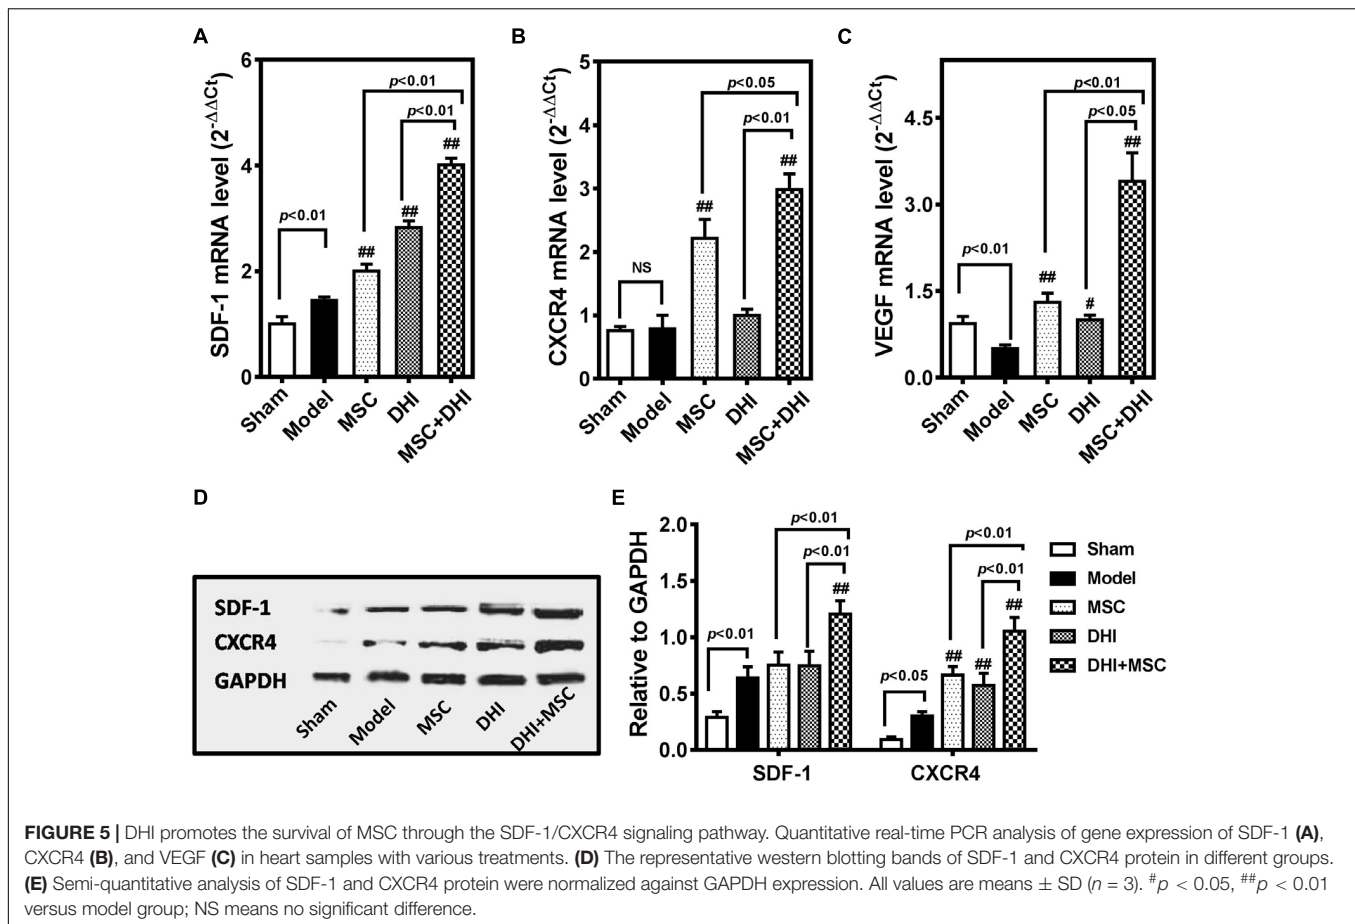 A
SDF-1 mRNA level (2^-ΔΔCt)
6
4
2
0
p<0.01
p<0.01
p<0.01
##
##
##
Sham
Model
MSC
DHI
MSC+DHI
B
CXCR4 mRNA level (2^-ΔΔCt)
5
4
3
2
1
0
p<0.05
p<0.01
NS
##
##
Sham
Model
MSC
DHI
MSC+DHI
C
VEGF mRNA level (2^-ΔΔCt)
4.5
3.0
1.5
0.0
p<0.01
p<0.05
p<0.01
##
#
##
Sham
Model
MSC
DHI
MSC+DHI
D
SDF-1
CXCR4
GAPDH
Sham
Model
MSC
DHI
DHI+MSC
E
Relative to GAPDH
2.0
1.5
1.0
0.5
0.0
p<0.01
p<0.01
p<0.01
##
p<0.01
p<0.01
p<0.05
##
##
##
SDF-1
CXCR4
Sham
Model
MSC
DHI
DHI+MSC
FIGURE 5 | DHI promotes the survival of MSC through the SDF-1/CXCR4 signaling pathway. Quantitative real-time PCR analysis of gene expression of SDF-1 (A),
CXCR4 (B), and VEGF (C) in heart samples with various treatments. (D) The representative western blotting bands of SDF-1 and CXCR4 protein in different groups.
(E) Semi-quantitative analysis of SDF-1 and CXCR4 protein were normalized against GAPDH expression. All values are means ± SD (n = 3). #p < 0.05, ##p < 0.01
versus model group; NS means no significant difference.